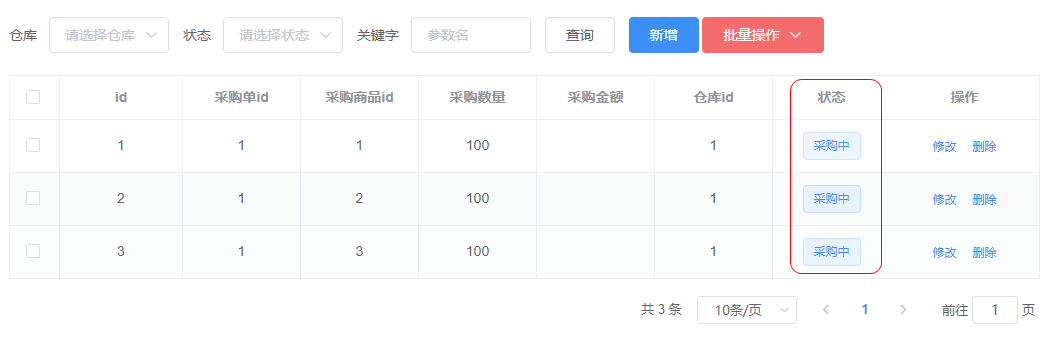 仓库 请选择仓库 状态 请选择状态 关键字 参数名 查询 新增 批量操作
id 采购单id 采购商品id 采购数量 采购金额 仓库id 状态 操作
1 1 1 100 1 采购中 修改 删除
2 1 2 100 1 采购中 修改 删除
3 1 3 100 1 采购中 修改 删除
共 3 条 10条/页 1 前往 1 页